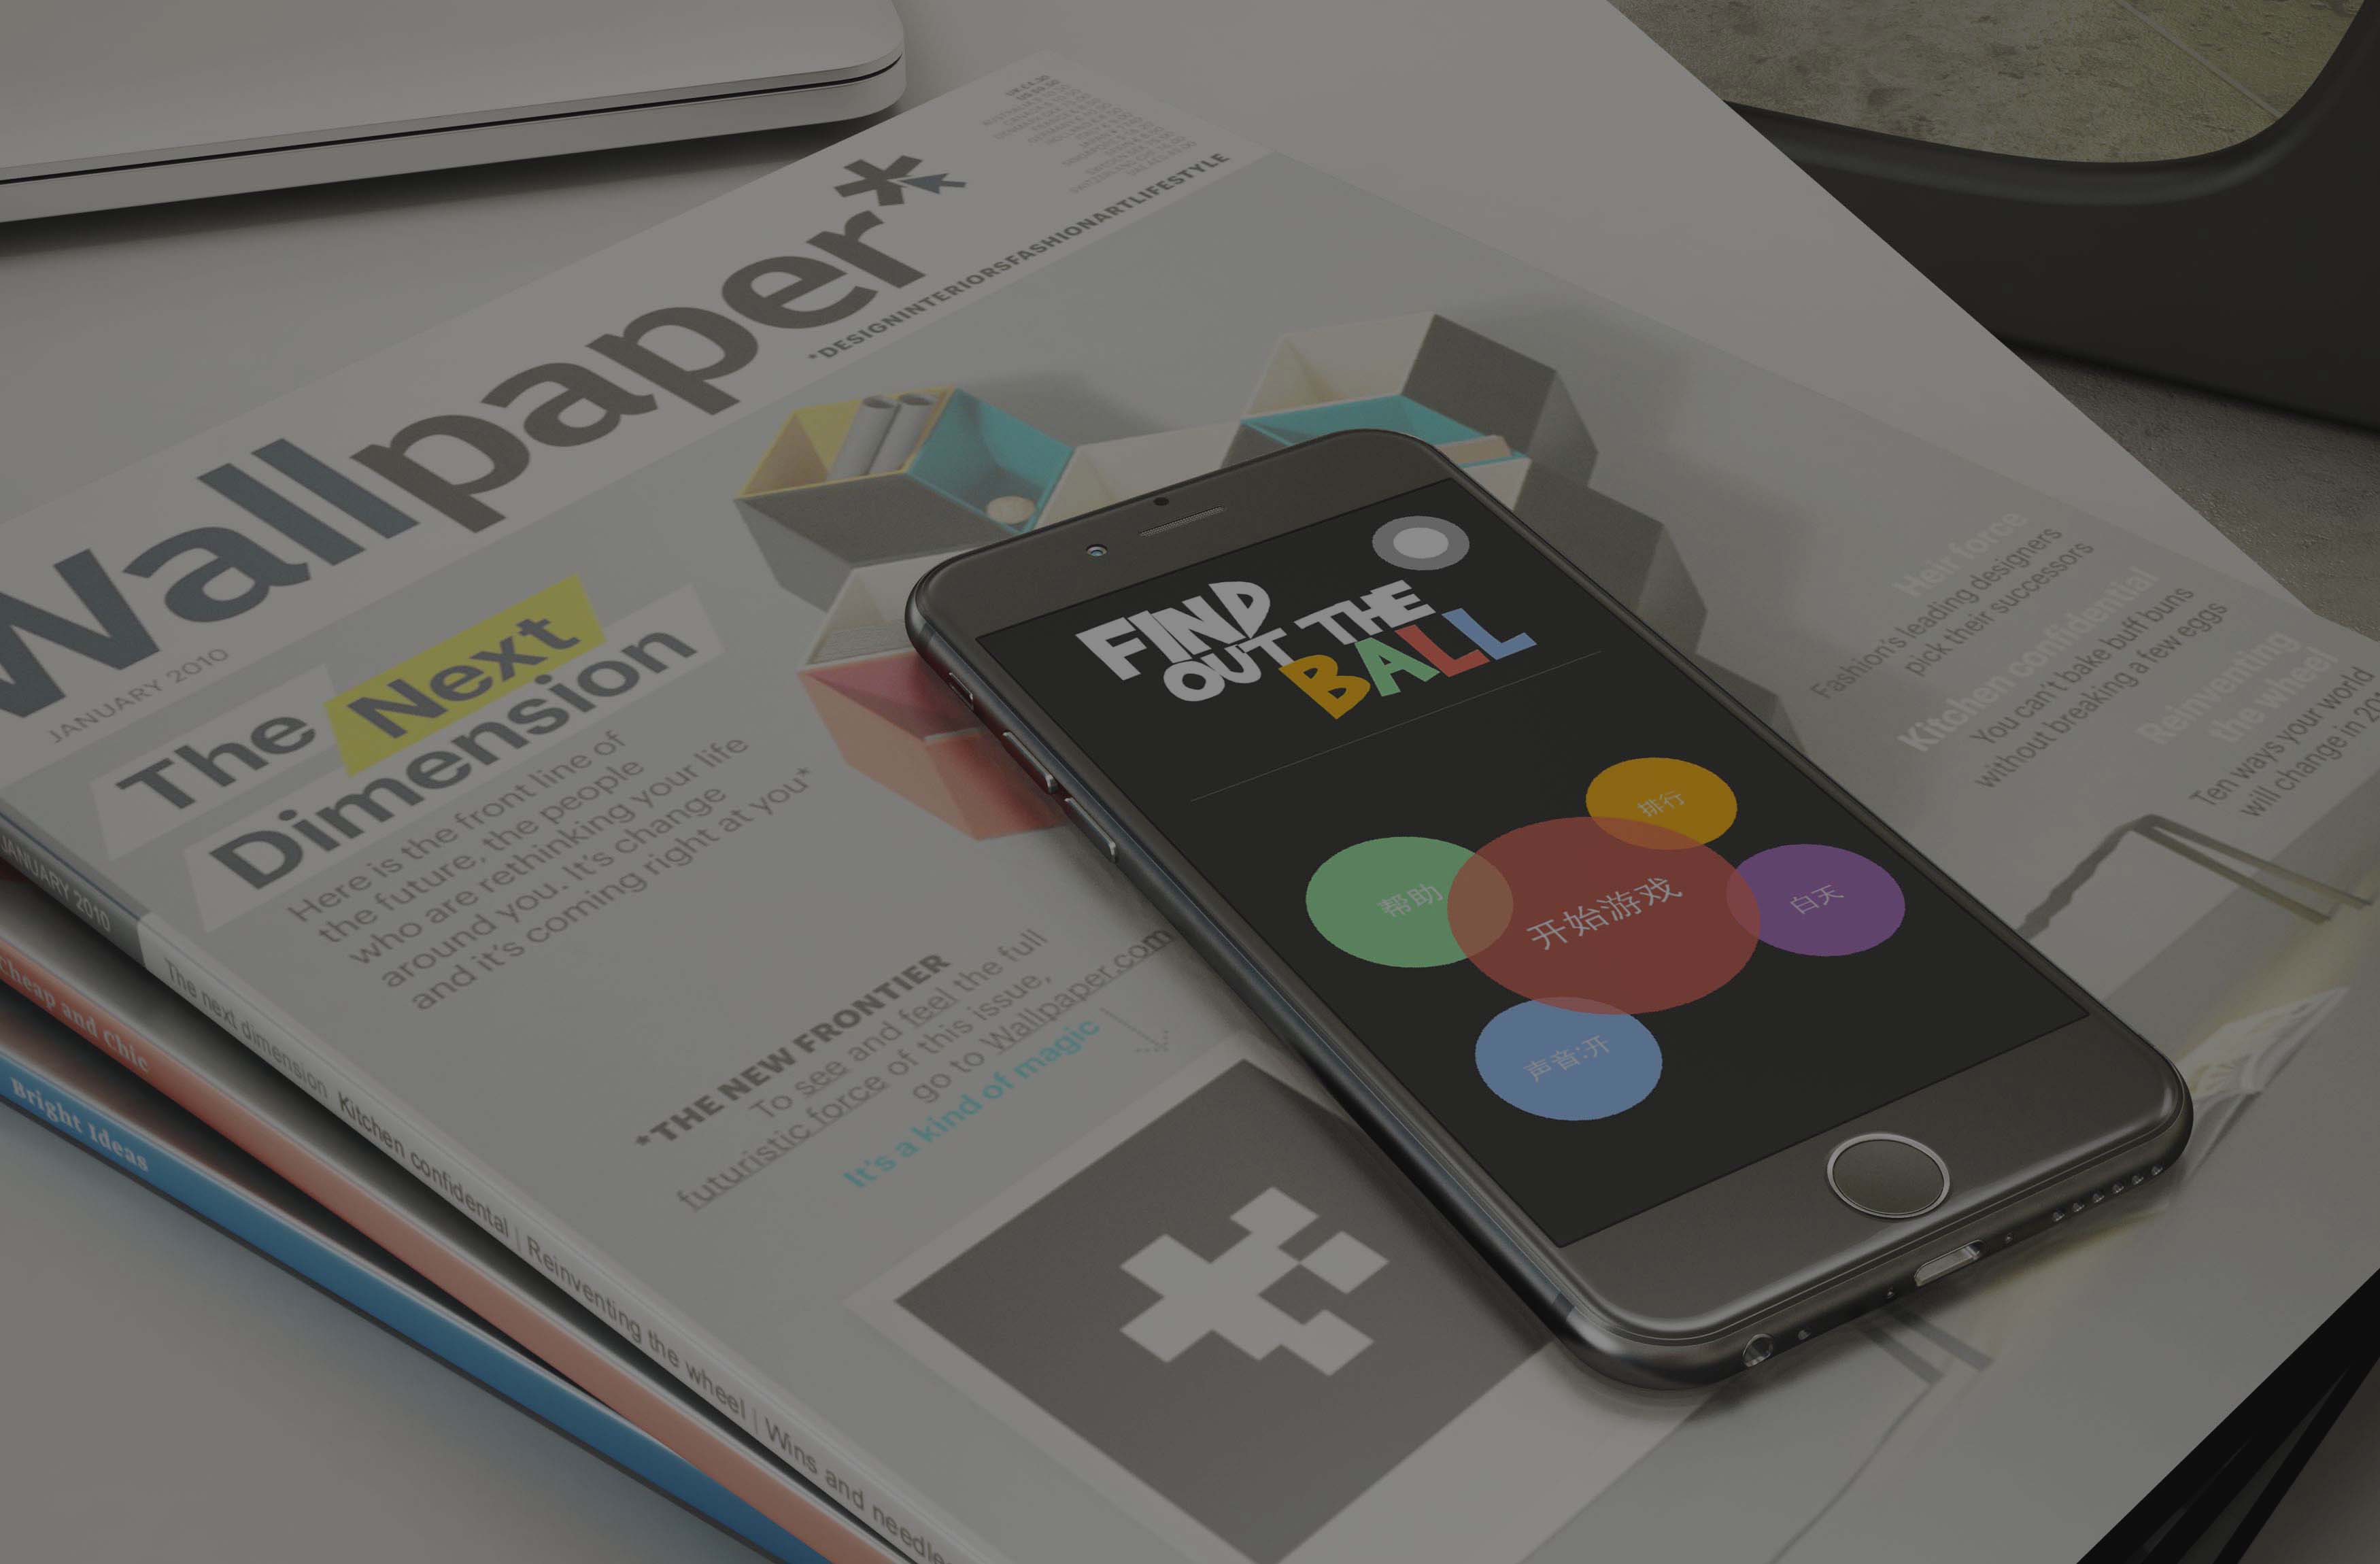 Wallpaper*
*DESIGNINTERIORSFASHIONARTLIFESTYLE
JANUARY 2010
The Next
Dimension
Here is the front line of
the future, the people
who are rethinking your life
around you. It's change
and it's coming right at you*
*THE NEW FRONTIER
To see and feel the full
futuristic force of this issue,
go to Wallpaper.com
It's a kind of magic
Heir force
Fashion's leading designers
pick their successors
Kitchen confidential
You can't bake buff buns
without breaking a few eggs
Reinventing
the wheel
Ten ways your world
will change in 20
JANUARY 2010
The next dimension Kitchen confidental | Reinventing the wheel | Wins and needle
Cheap and Chic
Bright Ideas
FIND
OUT THE
BALL
排行
帮助
开始游戏
白天
声音:开